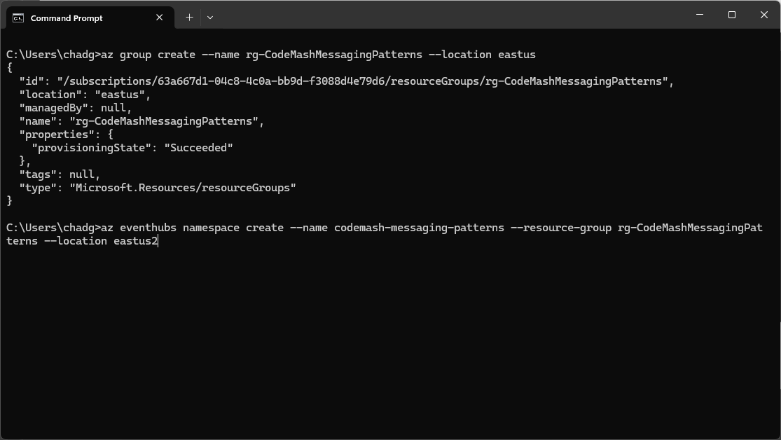 Command Prompt
C:\Users\chadg>az group create --name rg-CodeMashMessagingPatterns --location eastus
{
  "id": "/subscriptions/63a667d1-04c8-4c0a-bb9d-f3088d4e79d6/resourceGroups/rg-CodeMashMessagingPatterns",
  "location": "eastus",
  "managedBy": null,
  "name": "rg-CodeMashMessagingPatterns",
  "properties": {
    "provisioningState": "Succeeded"
  },
  "tags": null,
  "type": "Microsoft.Resources/resourceGroups"
}
C:\Users\chadg>az eventhubs namespace create --name codemash-messaging-patterns --resource-group rg-CodeMashMessagingPat
terns --location eastus2